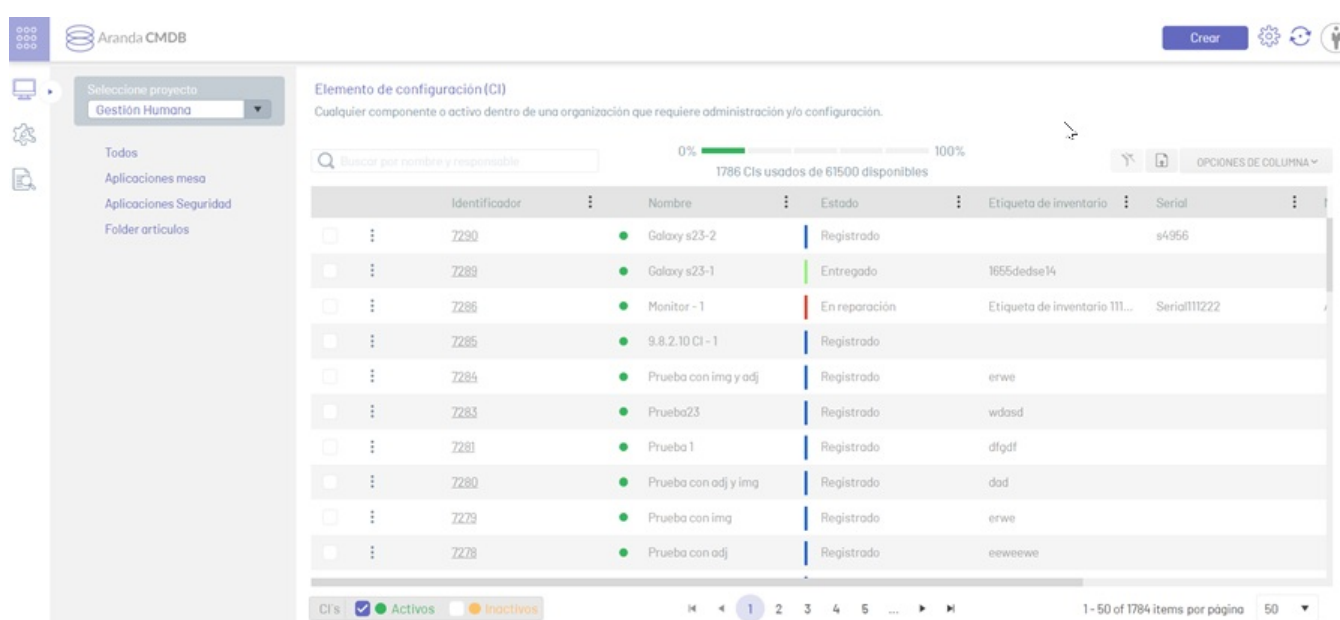 Aranda CMDB
Crear
Seleccione proyecto
Gestión Humana
Todos
Aplicaciones mesa
Aplicaciones Seguridad
Folder articulos
Elemento de configuración (CI)
Cualquier componente o activo dentro de una organización que requiere administración y/o configuración.
Buscar por nombre y responsable
0% 100%
1786 CIs usados de 61500 disponibles
OPCIONES DE COLUMNA
Identificador Nombre Estado Etiqueta de inventario Serial
7290 Galaxy s23-2 Registrado s4956
7289 Galaxy s23-1 Entregado 1655dedse14
7286 Monitor - 1 En reparación Etiqueta de inventario 111... Serial111222
7285 9.8.2.10 CI - 1 Registrado
7284 Prueba con img y adj Registrado erwe
7283 Prueba23 Registrado wdasd
7281 Prueba 1 Registrado dfgdf
7280 Prueba con adj y img Registrado dad
7279 Prueba con img Registrado erwe
7278 Prueba con adj Registrado eeweewe
CI's Activos Inactivos
1 2 3 4 5 ...
1 - 50 of 1784 items por página 50